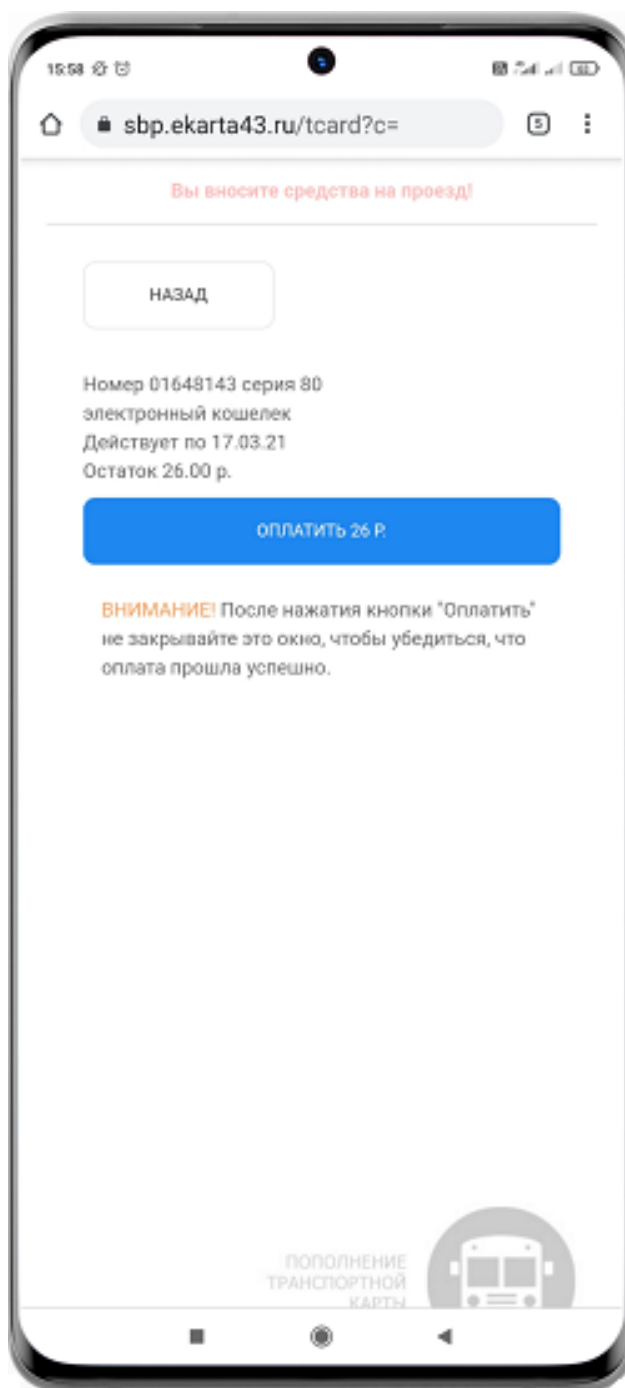 15:58
sbp.ekarta43.ru/tcard?c=
5
Вы вносите средства на проезд!
НАЗАД
Номер 01648143 серия 80
электронный кошелек
Действует по 17.03.21
Остаток 26.00 р.
ОПЛАТИТЬ 26 Р.
ВНИМАНИЕ! После нажатия кнопки "Оплатить"
не закрывайте это окно, чтобы убедиться, что
оплата прошла успешно.
ПОПОЛНЕНИЕ
ТРАНСПОРТНОЙ
КАРТЫ